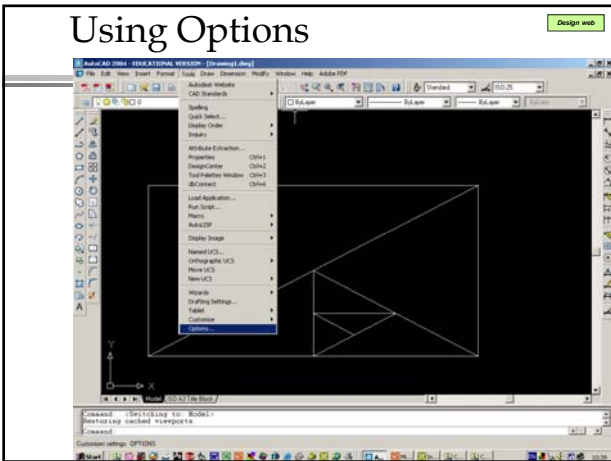 Using Options
Design web
AutoCAD 2004 - EDUCATIONAL VERSION - [Drawing1.dwg]
File Edit View Insert Format Tools Draw Dimension Modify Window Help Adobe PDF
Standard ISO-25
0 ByLayer ByLayer ByLayer ByColor
Autodesk Website
CAD Standards
Spelling
Quick Select...
Display Order
Inquiry
Attribute Extraction...
Properties Ctrl+1
DesignCenter Ctrl+2
Tool Palettes Window Ctrl+3
dbConnect Ctrl+6
Load Application...
Run Script...
Macro
AutoLISP
Display Image
Named UCS...
Orthographic UCS
Move UCS
New UCS
Wizards
Drafting Settings...
Tablet
Customize
Options...
Y
X
Model ISO A3 Title Block
Command: <Switching to: Model>
Restoring cached viewports.
Command:
Customizes settings: OPTIONS
Start